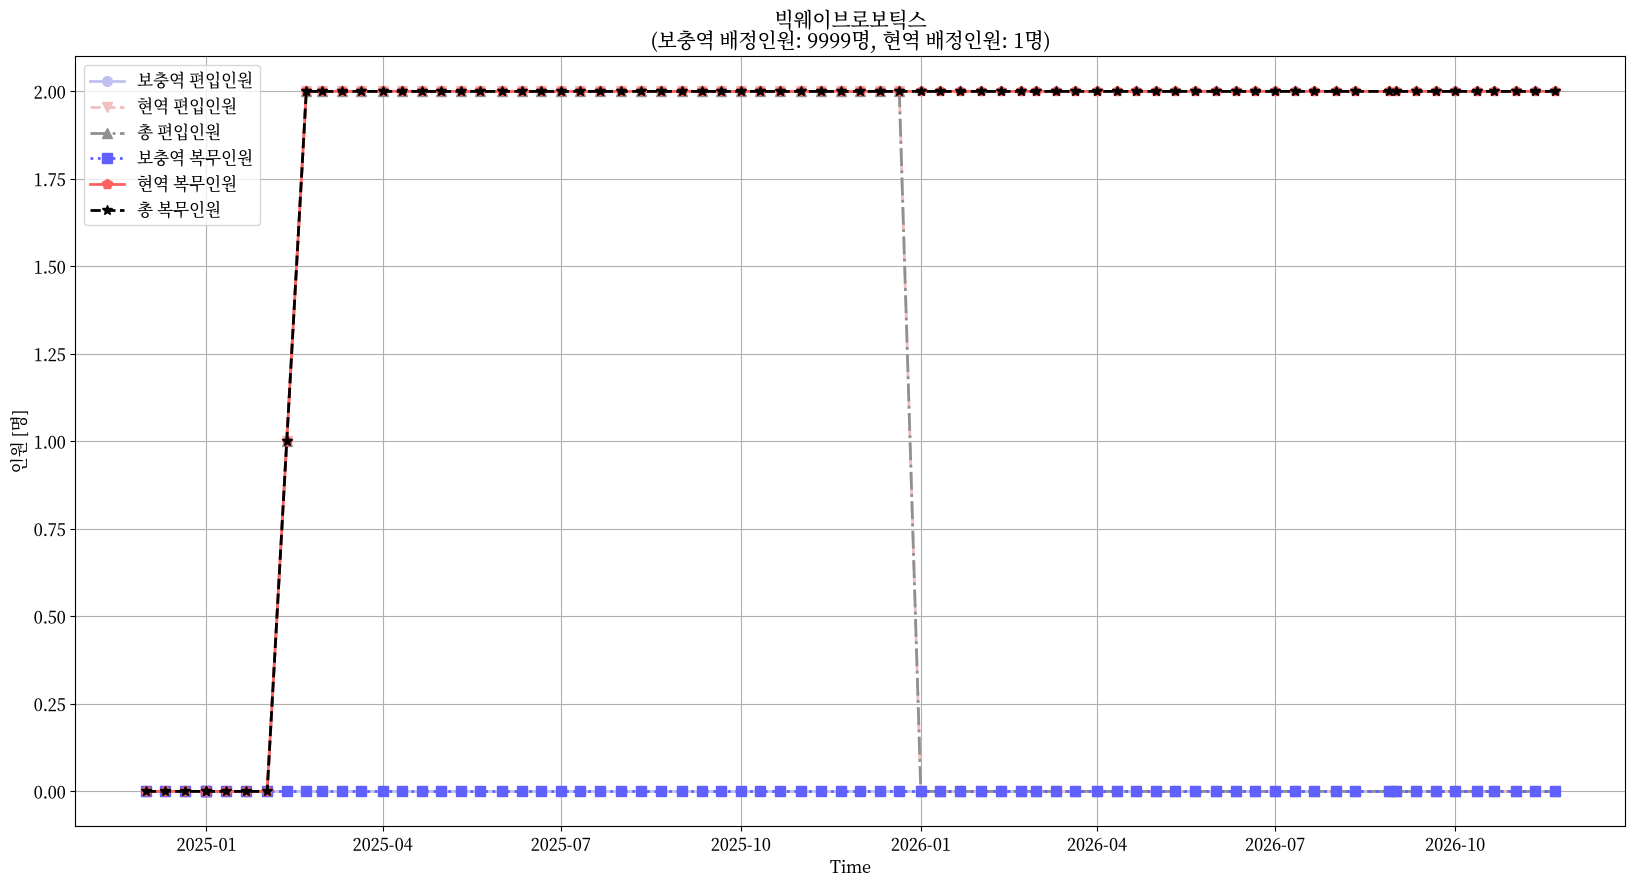 빅웨이브로보틱스
(보충역 배정인원: 9999명, 현역 배정인원: 1명)
보충역 편입인원
현역 편입인원
총 편입인원
보충역 복무인원
현역 복무인원
총 복무인원
2.00
1.75
1.50
1.25
1.00
0.75
0.50
0.25
0.00
인원 [명]
2025-01
2025-04
2025-07
2025-10
2026-01
2026-04
2026-07
2026-10
Time